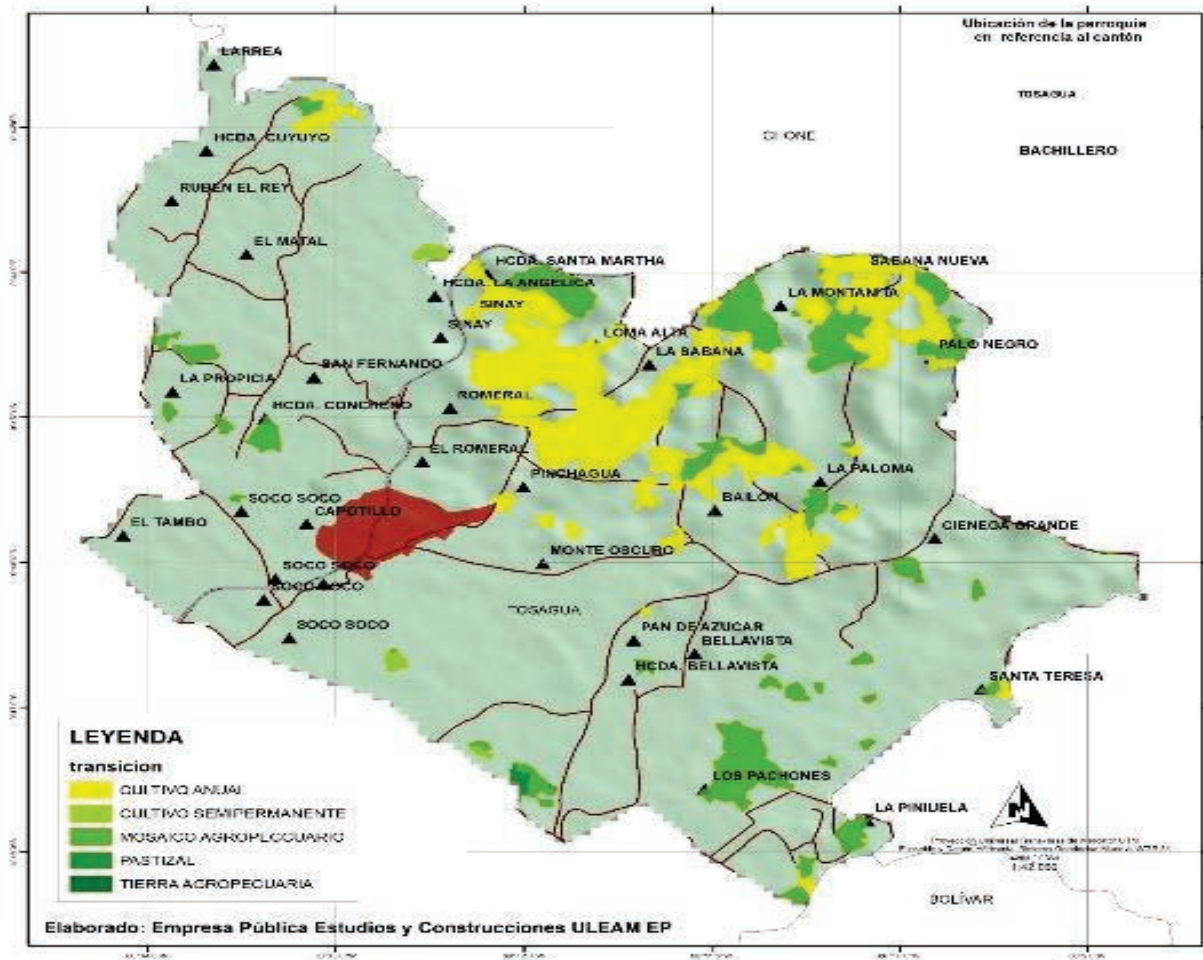 Ubicación de la parroquia
en referencia al cantón
TOSAGUA
BACHILLERO
LARREA
CHONE
HCDA. CUYUYO
RUBEN EL REY
EL MATAL
HCDA. SANTA MARTHA
SABANA NUEVA
HCDA. LA ANGELICA
LA MONTAÑITA
SINAY
SINAY
LOMA ALTA
PALO NEGRO
LA SABANA
SAN FERNANDO
LA PROPICIA
ROMERAL
EL ROMERAL
PINCHAGUA
LA PALOMA
SOCO SOCO
CAPOTILLO
BAILON
EL TAMBO
CIENEGA GRANDE
MONTE OSCURO
SOCO SOCO
SOCO SOCO
TOSAGUA
SOCO SOCO
PAN DE AZUCAR
BELLAVISTA
HCDA. BELLAVISTA
SANTA TERESA
LEYENDA
transicion
CULTIVO ANUAL
CULTIVO SEMIPERMANENTE
MOSAICO AGROPECUARIO
PASTIZAL
TIERRA AGROPECUARIA
LOS PACHONES
LA PINUELA
N
BOLÍVAR
Elaborado: Empresa Pública Estudios y Construcciones ULEAM EP